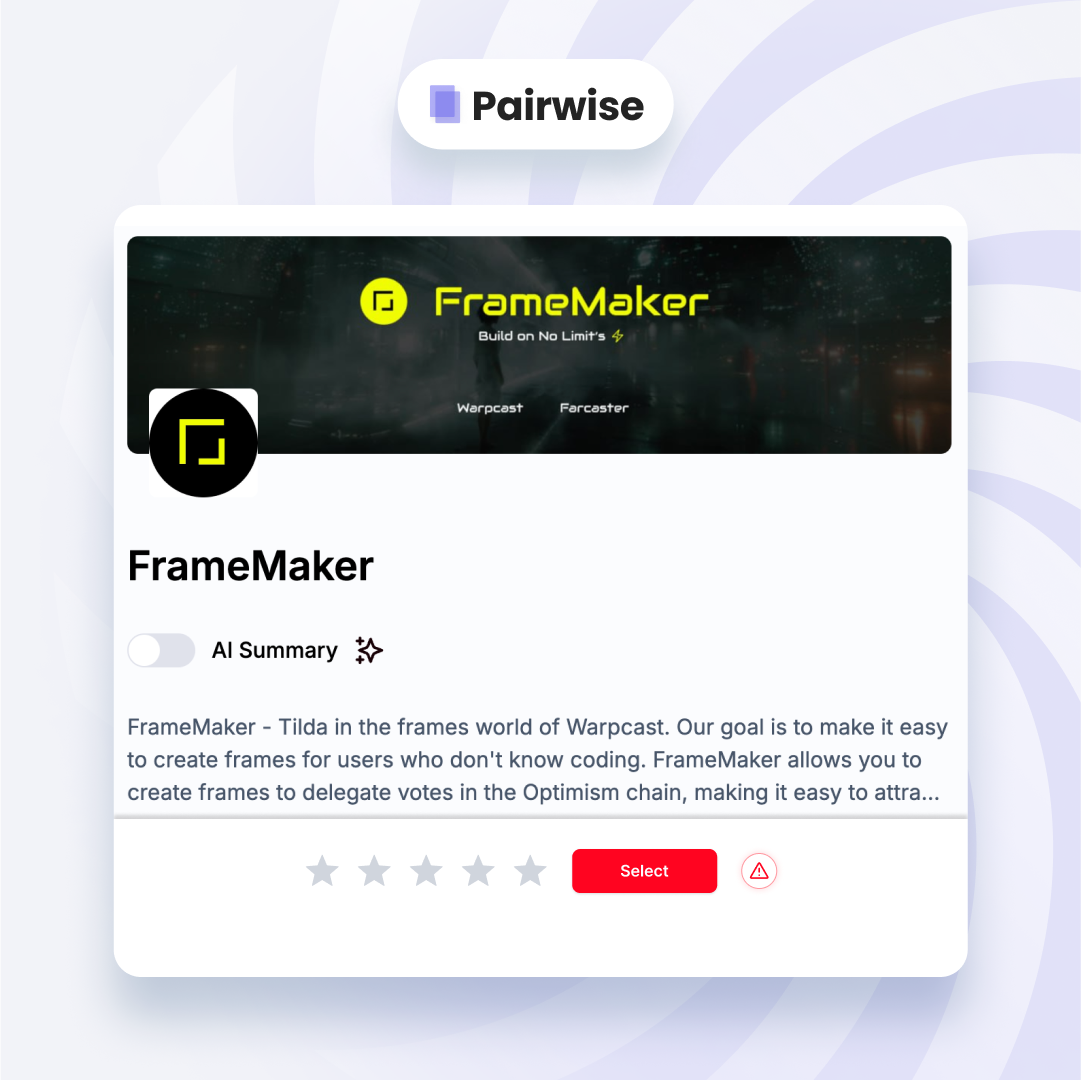 Pairwise
FrameMaker
Build on No Limit's
Warpcast Farcaster
FrameMaker
AI Summary
FrameMaker - Tilda in the frames world of Warpcast. Our goal is to make it easy
to create frames for users who don't know coding. FrameMaker allows you to
create frames to delegate votes in the Optimism chain, making it easy to attra...
Select